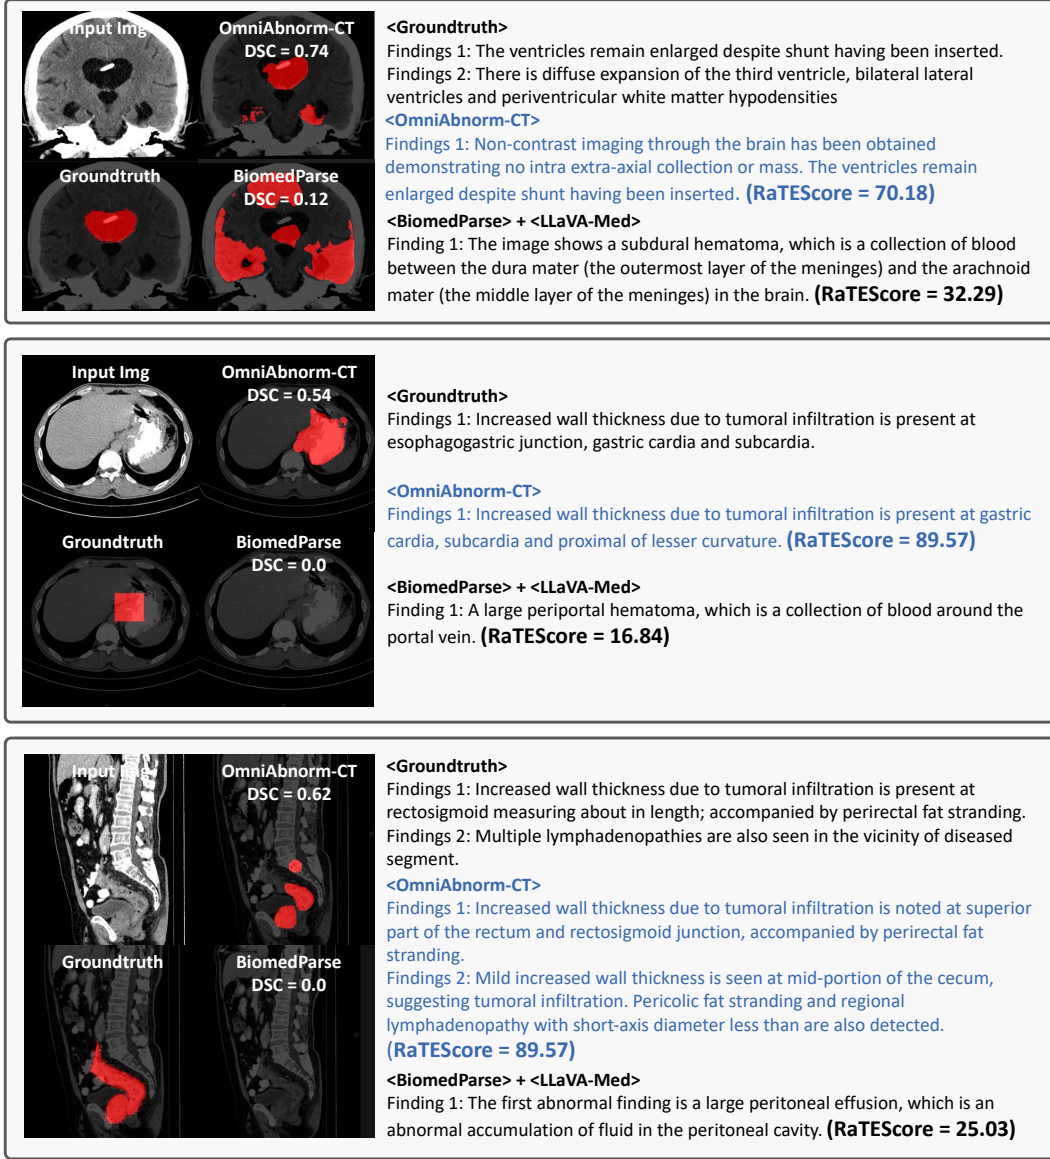 Input Img
OmniAbnorm-CT
DSC = 0.74
Groundtruth
BiomedParse
DSC = 0.12
<Groundtruth>
Findings 1: The ventricles remain enlarged despite shunt having been inserted.
Findings 2: There is diffuse expansion of the third ventricle, bilateral lateral
ventricles and periventricular white matter hypodensities
<OmniAbnorm-CT>
Findings 1: Non-contrast imaging through the brain has been obtained
demonstrating no intra extra-axial collection or mass. The ventricles remain
enlarged despite shunt having been inserted. (RaTEScore = 70.18)
<BiomedParse> + <LLaVA-Med>
Finding 1: The image shows a subdural hematoma, which is a collection of blood
between the dura mater (the outermost layer of the meninges) and the arachnoid
mater (the middle layer of the meninges) in the brain. (RaTEScore = 32.29)
Input Img
OmniAbnorm-CT
DSC = 0.54
Groundtruth
BiomedParse
DSC = 0.0
<Groundtruth>
Findings 1: Increased wall thickness due to tumoral infiltration is present at
esophagogastric junction, gastric cardia and subcardia.
<OmniAbnorm-CT>
Findings 1: Increased wall thickness due to tumoral infiltration is present at gastric
cardia, subcardia and proximal of lesser curvature. (RaTEScore = 89.57)
<BiomedParse> + <LLaVA-Med>
Finding 1: A large periportal hematoma, which is a collection of blood around the
portal vein. (RaTEScore = 16.84)
Input Img
OmniAbnorm-CT
DSC = 0.62
Groundtruth
BiomedParse
DSC = 0.0
<Groundtruth>
Findings 1: Increased wall thickness due to tumoral infiltration is present at
rectosigmoid measuring about in length; accompanied by perirectal fat stranding.
Findings 2: Multiple lymphadenopathies are also seen in the vicinity of diseased
segment.
<OmniAbnorm-CT>
Findings 1: Increased wall thickness due to tumoral infiltration is noted at superior
part of the rectum and rectosigmoid junction, accompanied by perirectal fat
stranding.
Findings 2: Mild increased wall thickness is seen at mid-portion of the cecum,
suggesting tumoral infiltration. Pericolic fat stranding and regional
lymphadenopathy with short-axis diameter less than are also detected.
(RaTEScore = 89.57)
<BiomedParse> + <LLaVA-Med>
Finding 1: The first abnormal finding is a large peritoneal effusion, which is an
abnormal accumulation of fluid in the peritoneal cavity. (RaTEScore = 25.03)